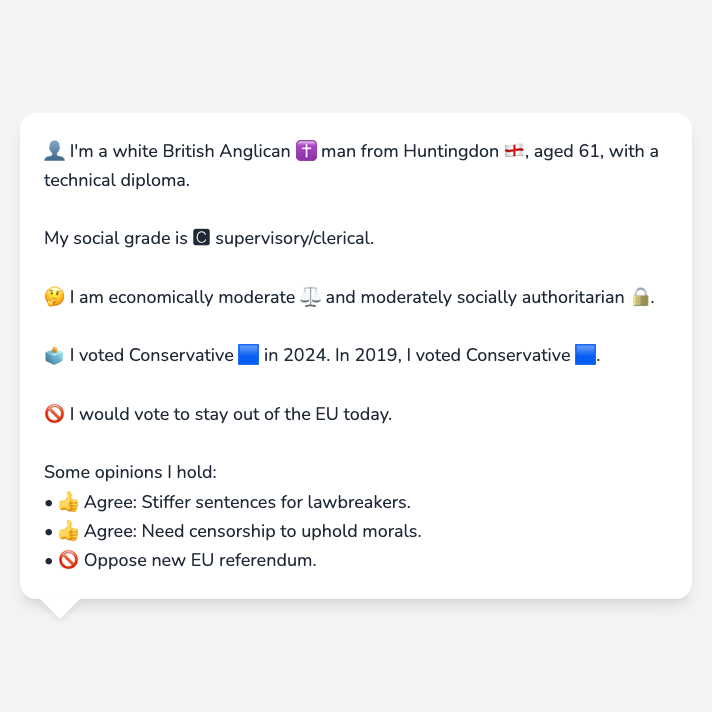 👤 I'm a white British Anglican ✝️ man from Huntingdon 🏴󠁧󠁢󠁥󠁮󠁧󠁿, aged 61, with a
technical diploma.
My social grade is 🅲 supervisory/clerical.
🤔 I am economically moderate ⚖️ and moderately socially authoritarian 🔒.
🗳️ I voted Conservative 🟦 in 2024. In 2019, I voted Conservative 🟦.
🚫 I would vote to stay out of the EU today.
Some opinions I hold:
• 👍 Agree: Stiffer sentences for lawbreakers.
• 👍 Agree: Need censorship to uphold morals.
• 🚫 Oppose new EU referendum.